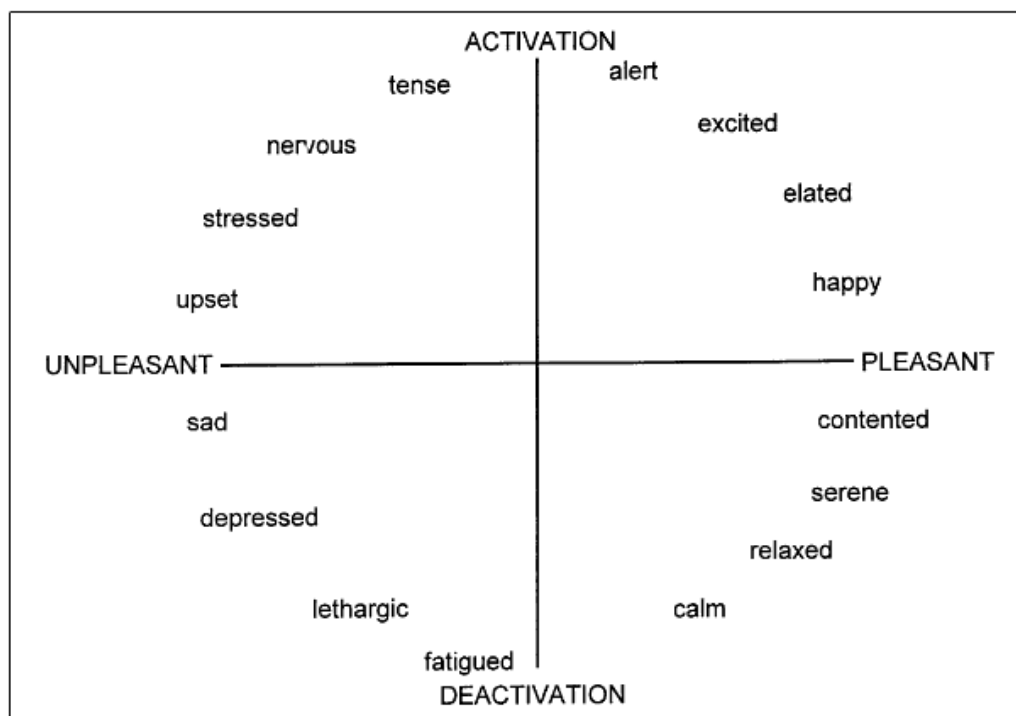 ACTIVATION
tense
alert
excited
nervous
elated
stressed
happy
upset
UNPLEASANT
PLEASANT
sad
contented
serene
depressed
relaxed
lethargic
calm
fatigued
DEACTIVATION